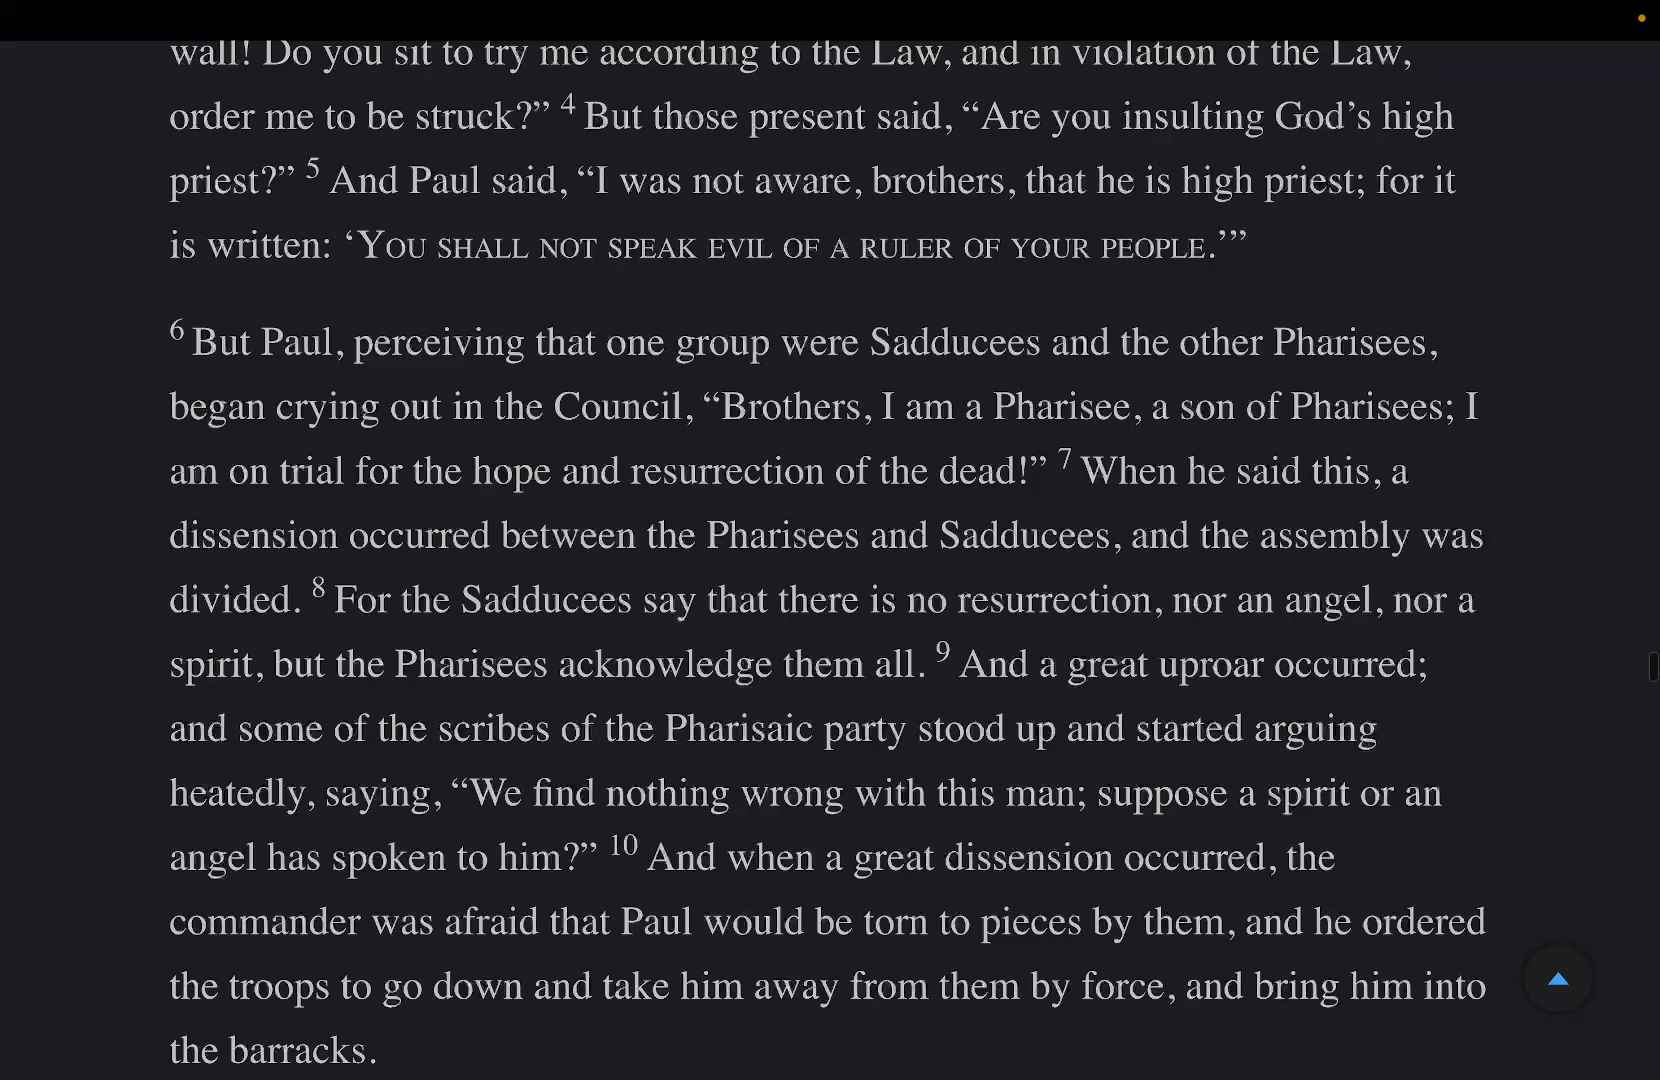 wall! Do you sit to try me according to the Law, and in violation of the Law,
order me to be struck?” 4 But those present said, “Are you insulting God’s high
priest?” 5 And Paul said, “I was not aware, brothers, that he is high priest; for it
is written: ‘YOU SHALL NOT SPEAK EVIL OF A RULER OF YOUR PEOPLE.’”
6 But Paul, perceiving that one group were Sadducees and the other Pharisees,
began crying out in the Council, “Brothers, I am a Pharisee, a son of Pharisees; I
am on trial for the hope and resurrection of the dead!” 7 When he said this, a
dissension occurred between the Pharisees and Sadducees, and the assembly was
divided. 8 For the Sadducees say that there is no resurrection, nor an angel, nor a
spirit, but the Pharisees acknowledge them all. 9 And a great uproar occurred;
and some of the scribes of the Pharisaic party stood up and started arguing
heatedly, saying, “We find nothing wrong with this man; suppose a spirit or an
angel has spoken to him?” 10 And when a great dissension occurred, the
commander was afraid that Paul would be torn to pieces by them, and he ordered
the troops to go down and take him away from them by force, and bring him into
the barracks.